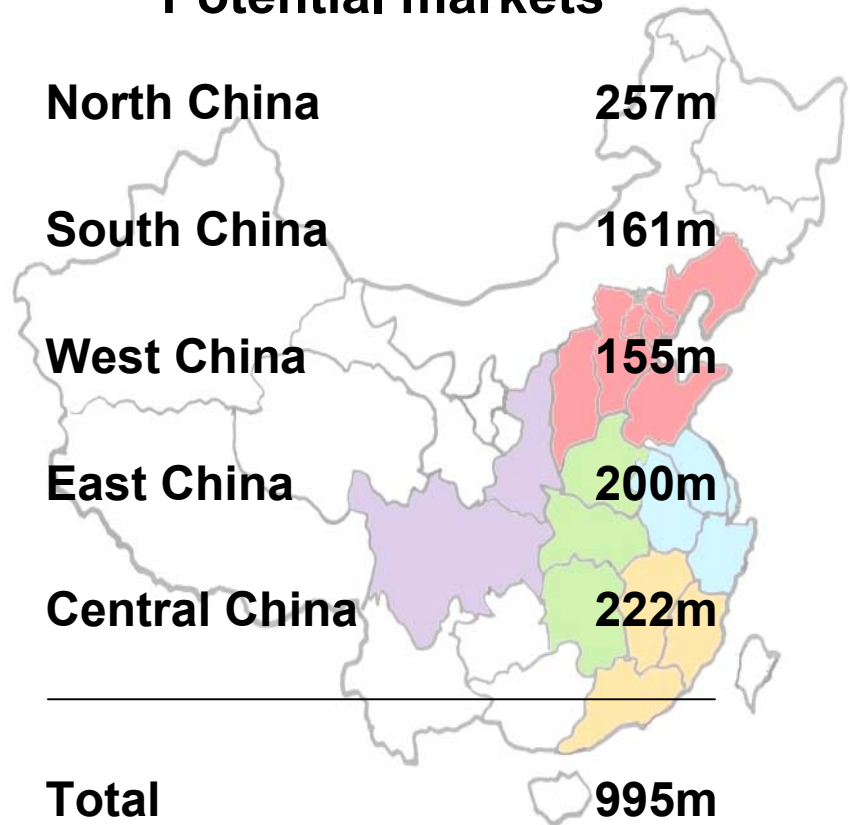 Potential markets
North China 257m
South China 161m
West China 155m
East China 200m
Central China 222m
Total 995m